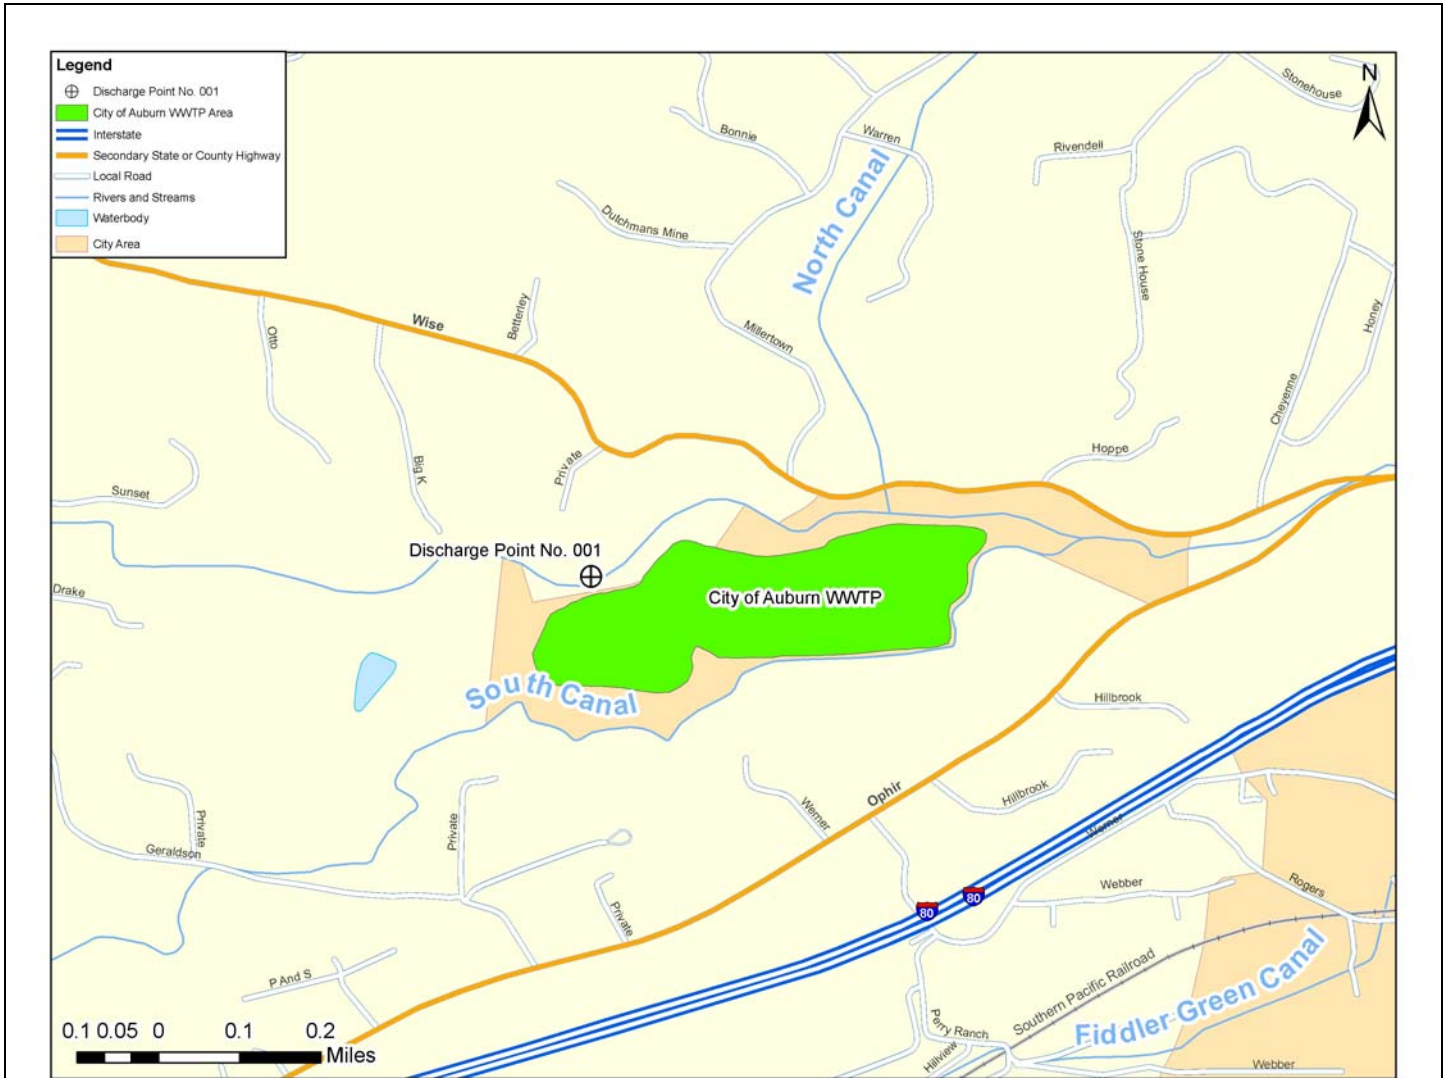 Legend
Discharge Point No. 001
City of Auburn WWTP Area
Interstate
Secondary State or County Highway
Local Road
Rivers and Streams
Waterbody
City Area
N
Stonehouse
Bonnie
Warren
Rivendell
North Canal
Dutchmans Mine
Stone House
Honey
Betterley
Wise
Otto
Millertown
Cheyenne
Hoppe
Private
Big K
Sunset
Discharge Point No. 001
Drake
City of Auburn WWTP
South Canal
Hillbrook
Ophir
Hillbrook
Werner
Werner
Private
Private
Geraldson
Webber
Rogers
80
80
Private
Southern Pacific Railroad
Fiddler Green Canal
P And S
Perry Ranch
Hillview
Webber
0.1 0.05 0 0.1 0.2
Miles